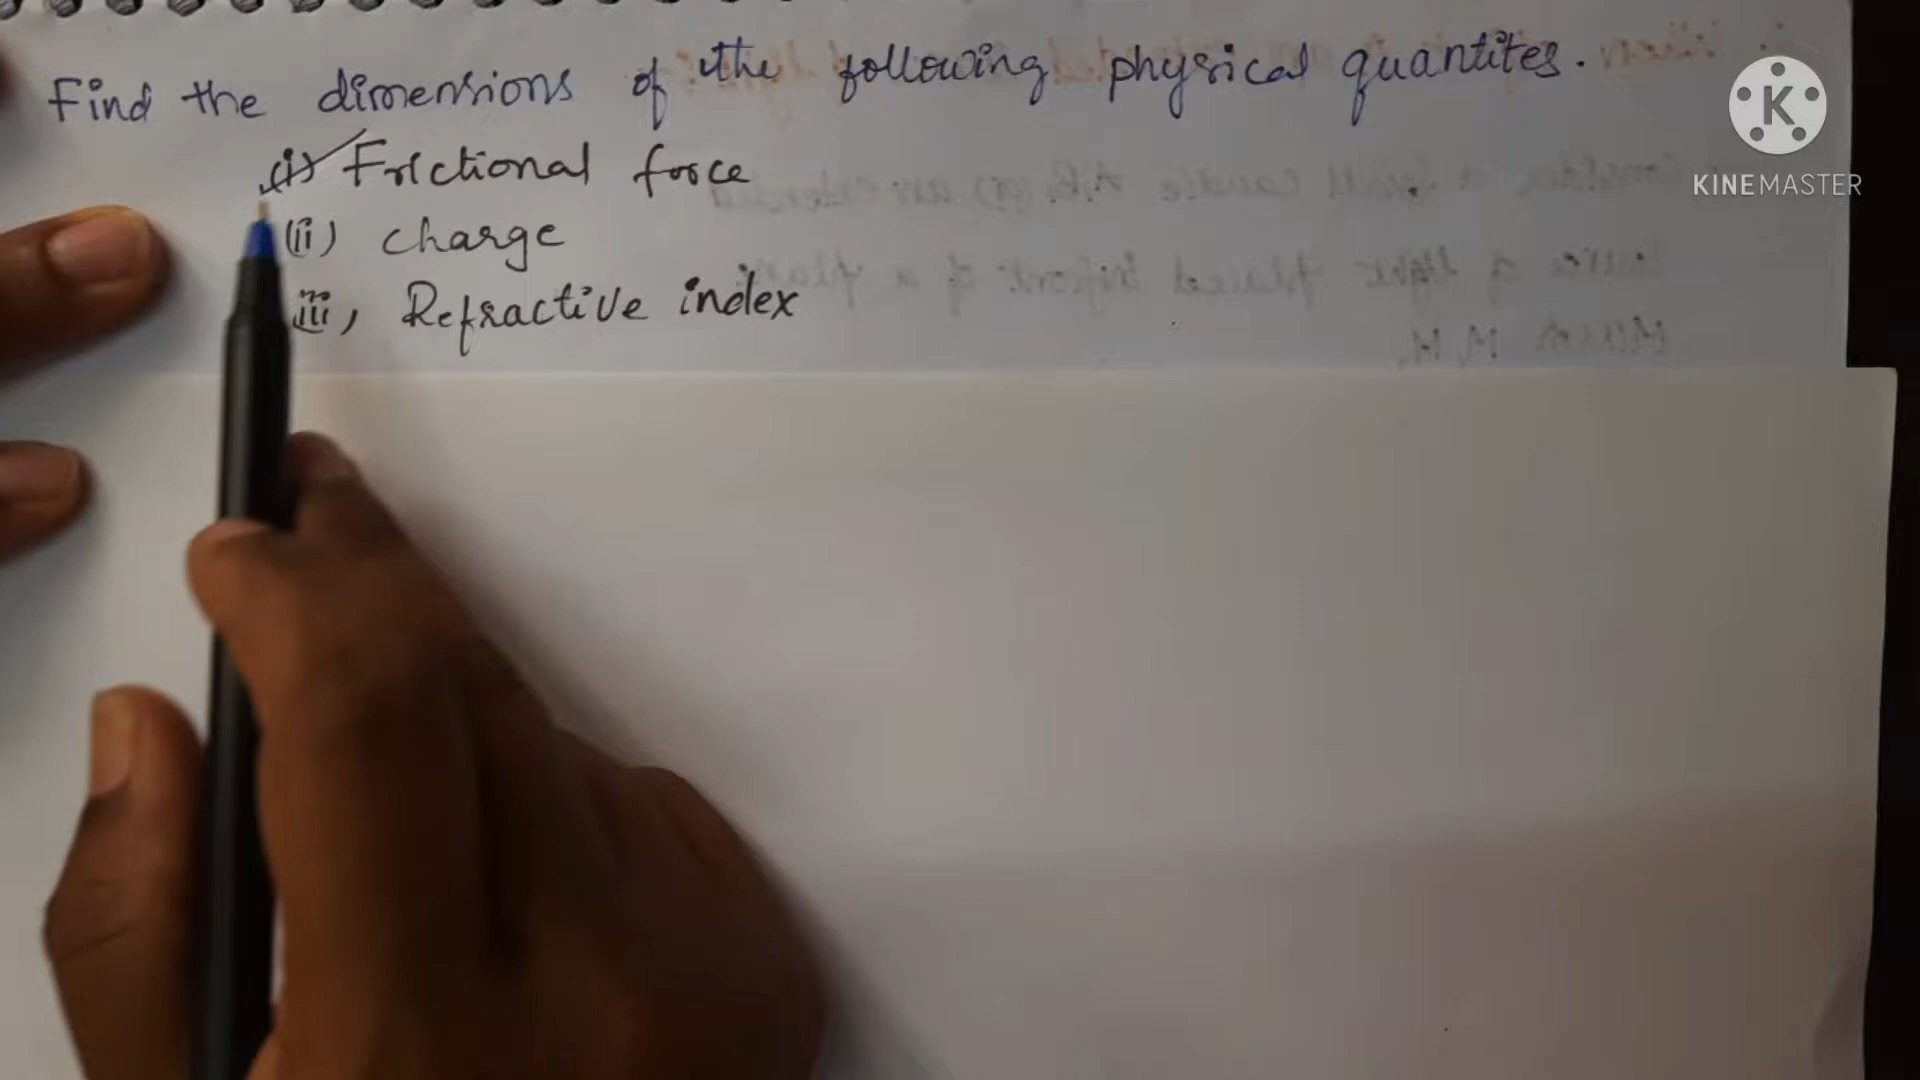 Find the dimensions of the following physical quantites.
(i) Frictional force
(ii) charge
iii, Refractive index
K
KINEMASTER